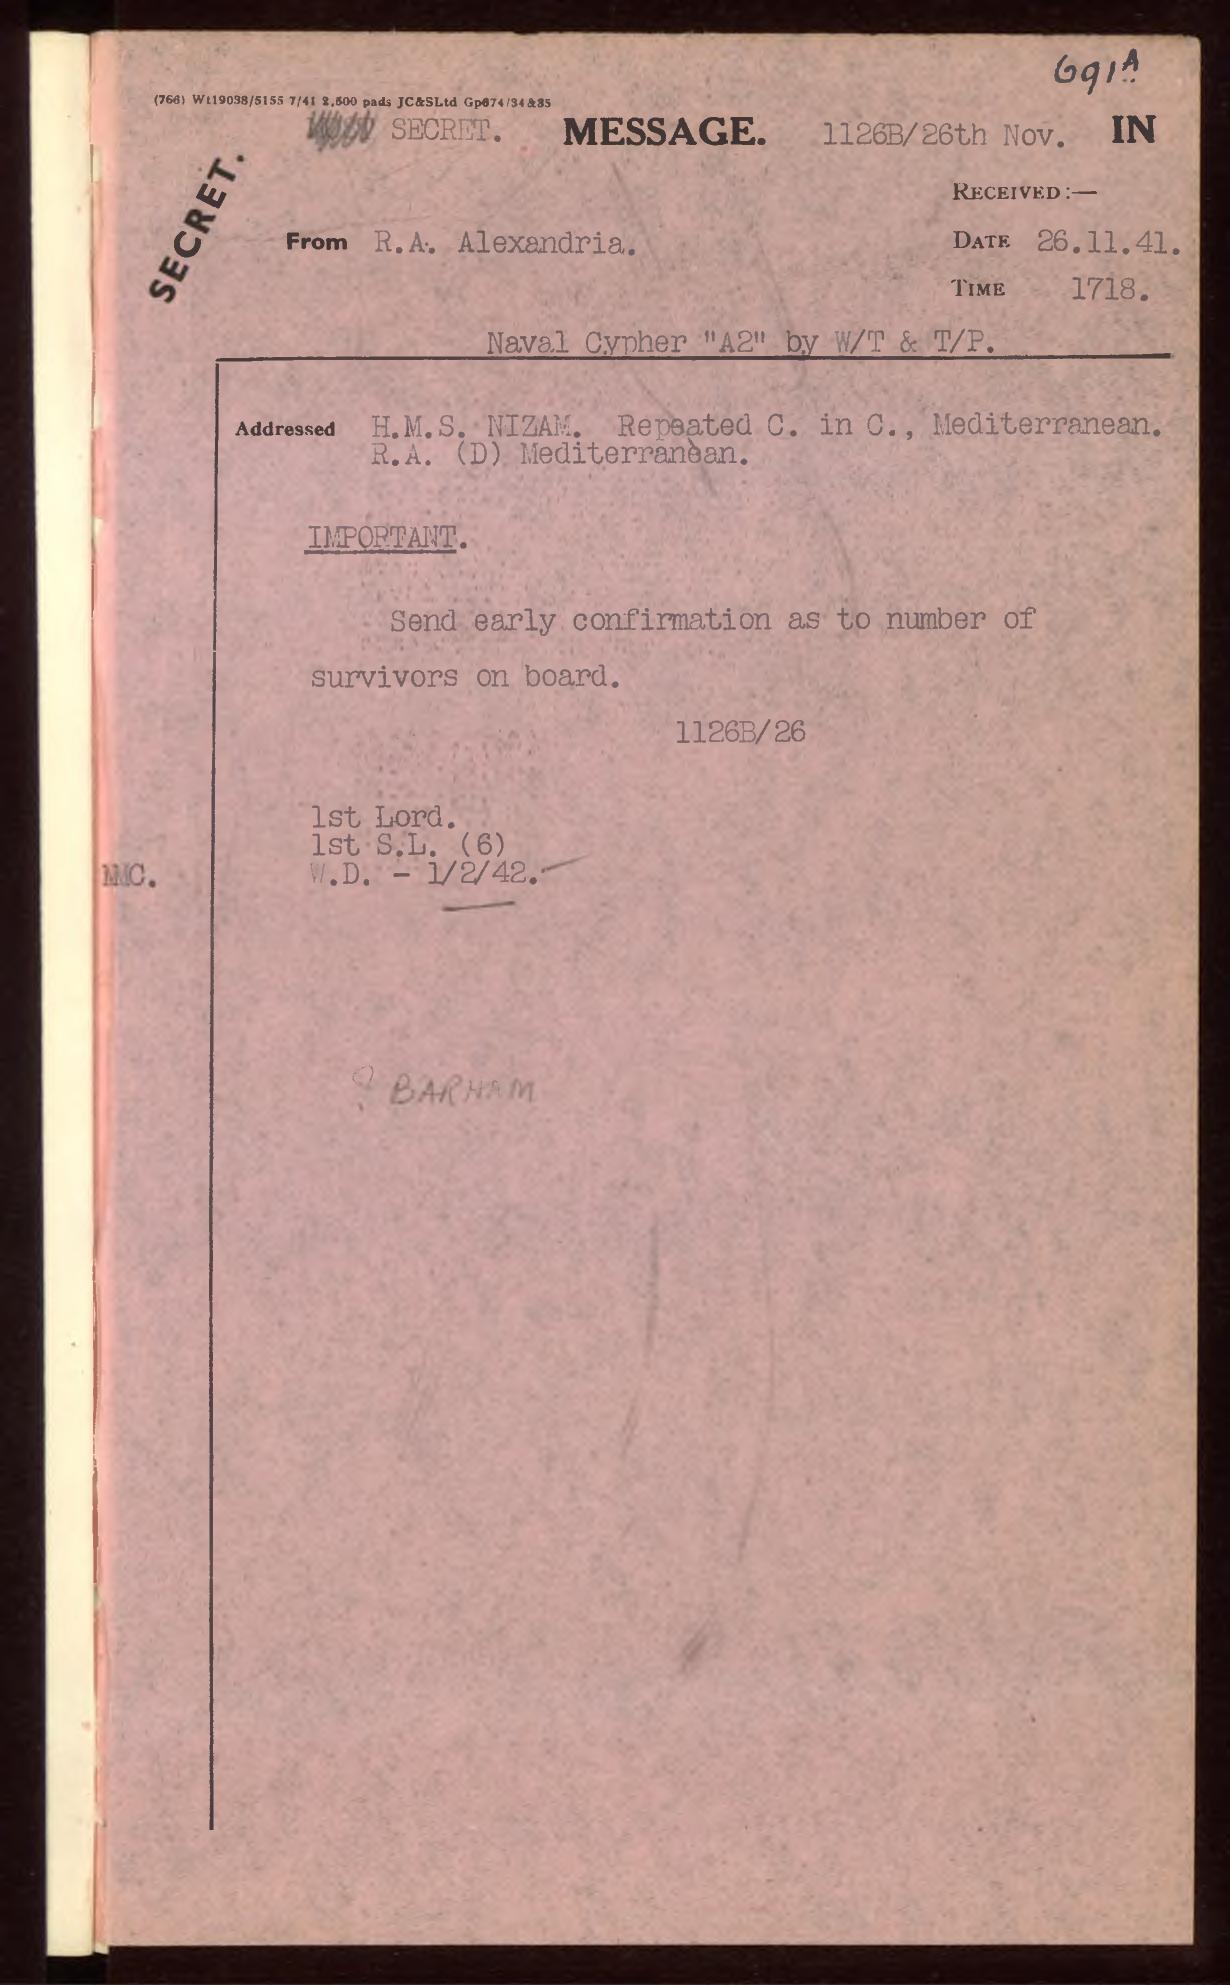 691A
(766) Wt19038/5155 7/41 2,500 pads JC&SLtd Gp674/34&35
SECRET. MESSAGE. 1126B/26th Nov. IN
SECRET.
RECEIVED:—
From R.A. Alexandria. DATE 26.11.41.
TIME 1718.
Naval Cypher "A2" by W/T & T/P.
Addressed H.M.S. NIZAM. Repeated C. in C., Mediterranean.
R.A. (D) Mediterranean.
IMPORTANT.
Send early confirmation as to number of
survivors on board.
1126B/26
1st Lord.
1st S.L. (6)
W.D. - 1/2/42.
? BARHAM